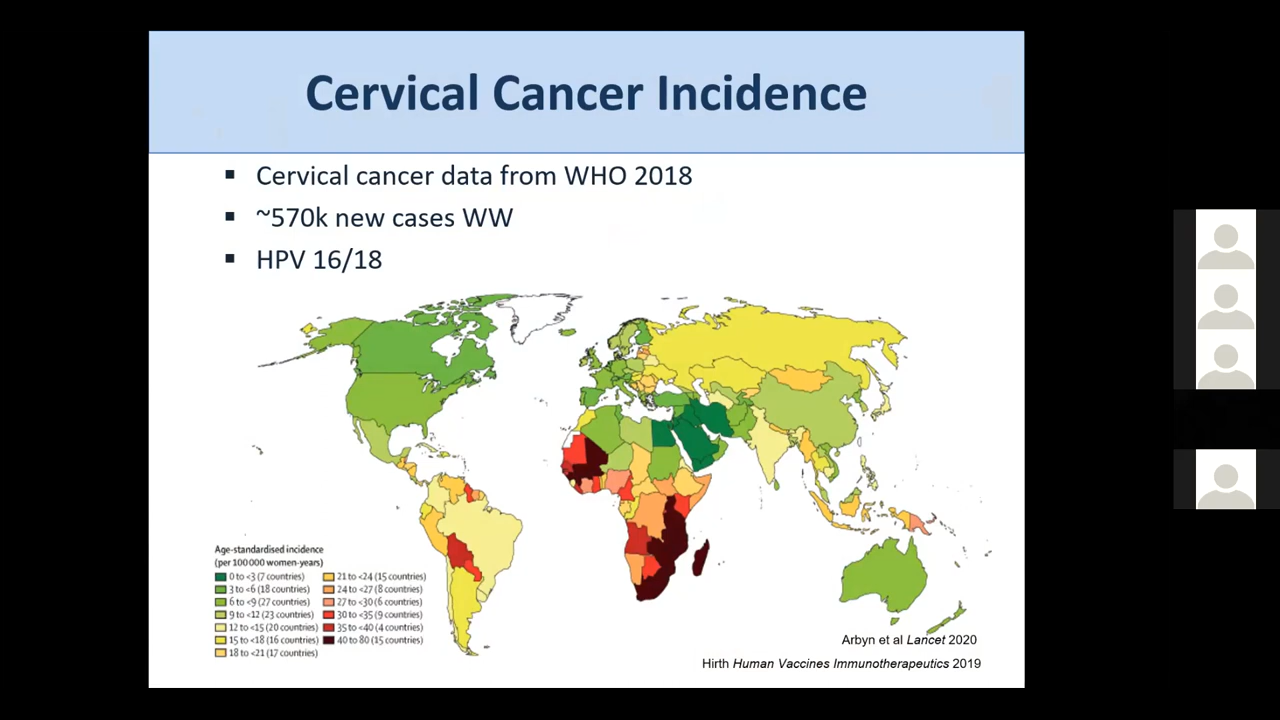 Cervical Cancer Incidence
▪ Cervical cancer data from WHO 2018
▪ ~570k new cases WW
▪ HPV 16/18
Age-standardised incidence
(per 100 000 women-years)
0 to <3 (7 countries)
3 to <6 (18 countries)
6 to <9 (27 countries)
9 to <12 (23 countries)
12 to <15 (20 countries)
15 to <18 (16 countries)
18 to <21 (17 countries)
21 to <24 (15 countries)
24 to <27 (8 countries)
27 to <30 (6 countries)
30 to <35 (9 countries)
35 to <40 (4 countries)
40 to 80 (15 countries)
Arbyn et al Lancet 2020
Hirth Human Vaccines Immunotherapeutics 2019